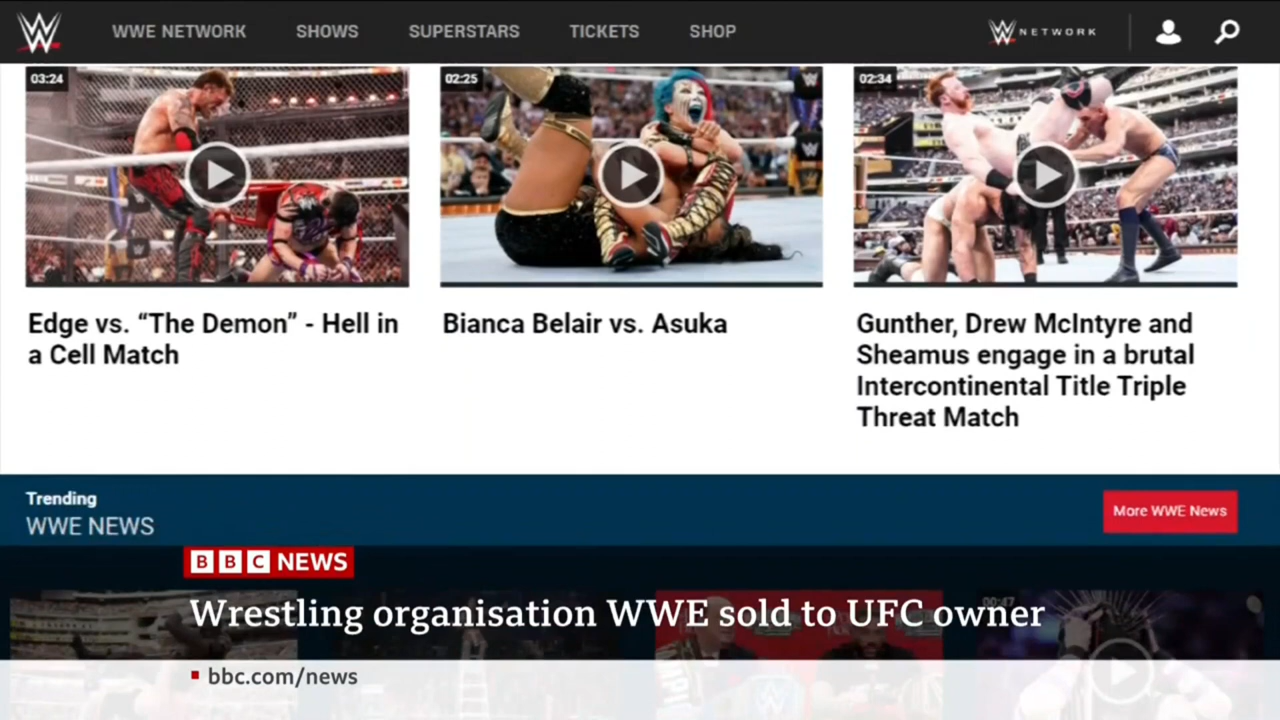 WWE NETWORK SHOWS SUPERSTARS TICKETS SHOP NETWORK
03:24 02:25 02:34
Edge vs. “The Demon” - Hell in
a Cell Match
Bianca Belair vs. Asuka
Gunther, Drew McIntyre and
Sheamus engage in a brutal
Intercontinental Title Triple
Threat Match
Trending
WWE NEWS
More WWE News
BBC NEWS
Wrestling organisation WWE sold to UFC owner
bbc.com/news